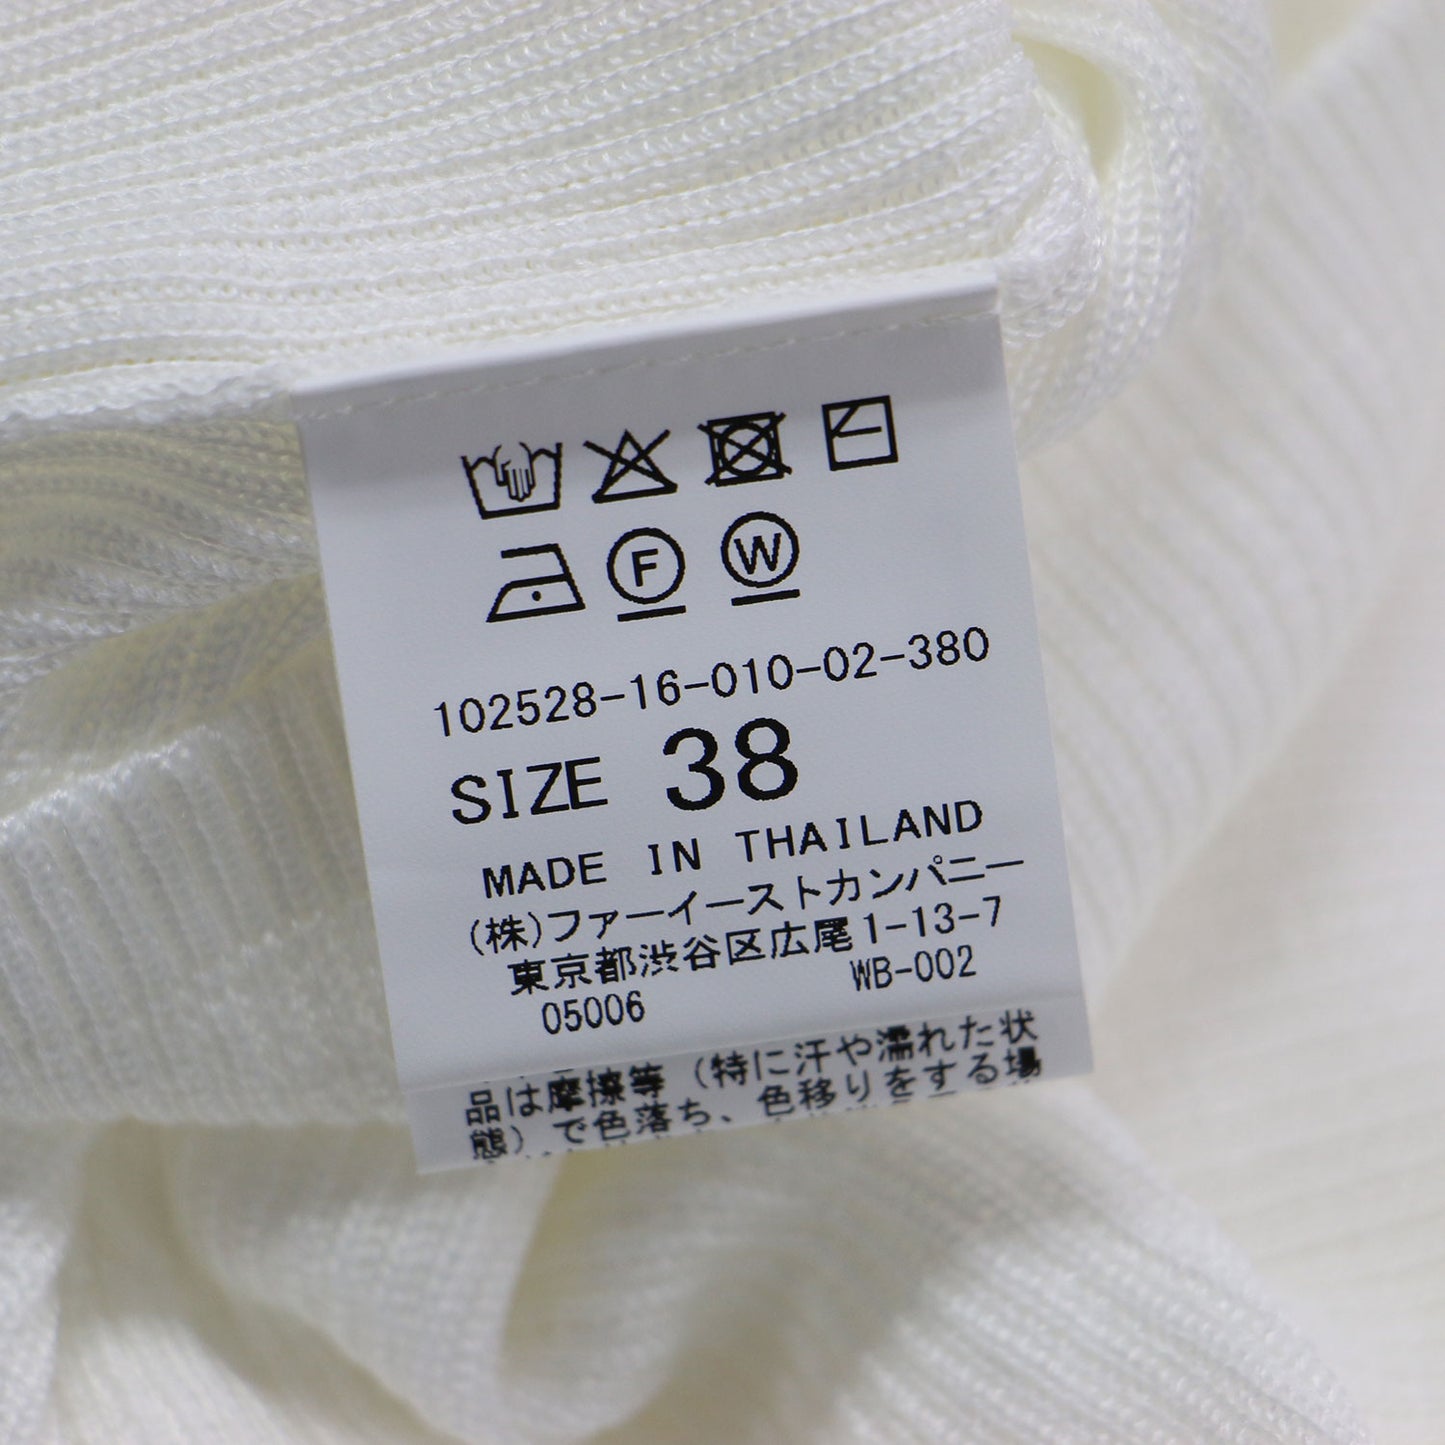 F W
102528-16-010-02-380
SIZE 38
MADE IN THAILAND
(株)ファーイーストカンパニー
東京都渋谷区広尾1-13-7
05006 WB-002
品は摩擦等（特に汗や濡れた状
態）で色落ち、色移りをする場